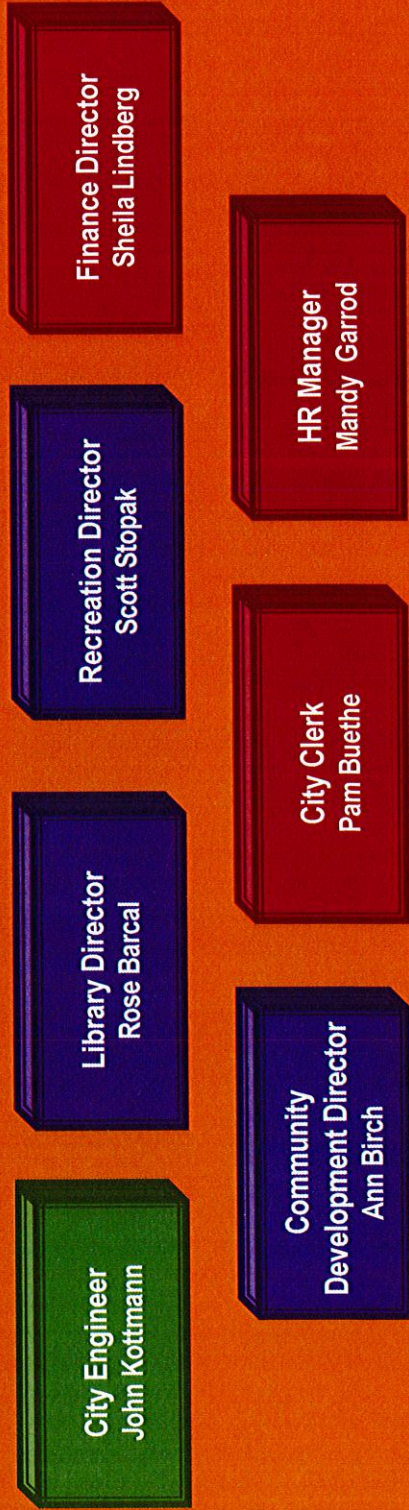 City Engineer
John Kottmann
Library Director
Rose Barcal
Recreation Director
Scott Stopak
Finance Director
Sheila Lindberg
Community
Development Director
Ann Birch
City Clerk
Pam Buethe
HR Manager
Mandy Garrod